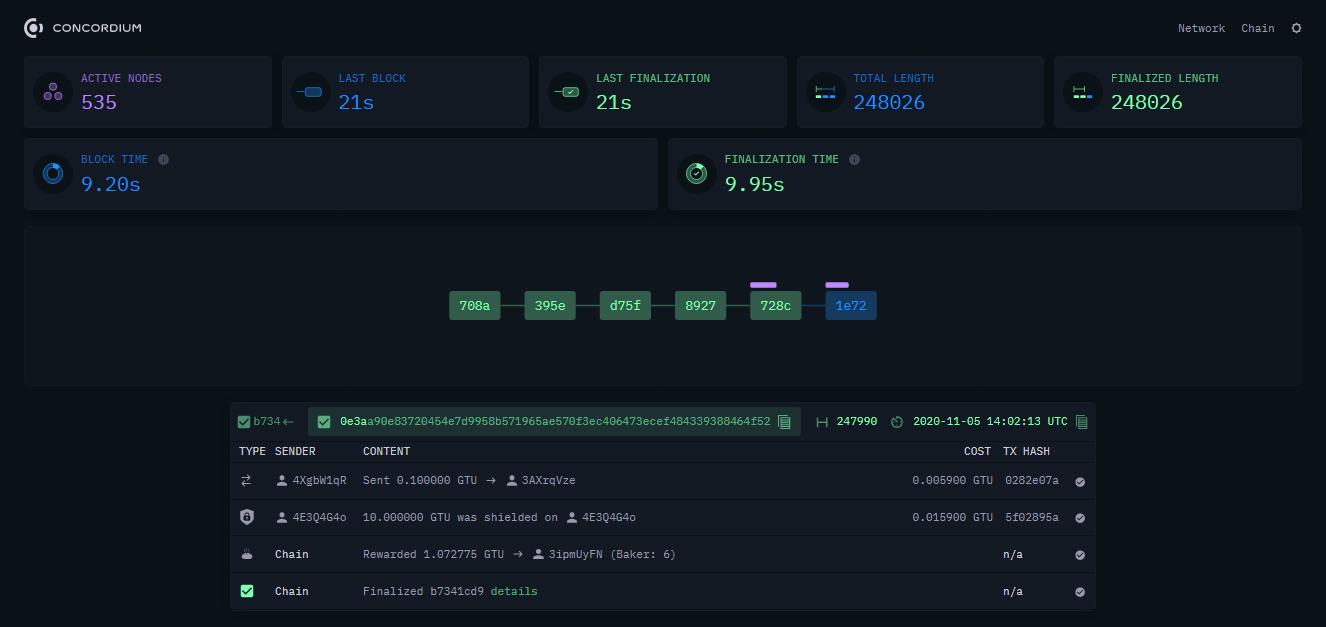 CONCORDIUM
Network Chain
ACTIVE NODES
535
LAST BLOCK
21s
LAST FINALIZATION
21s
TOTAL LENGTH
248026
FINALIZED LENGTH
248026
BLOCK TIME
9.20s
FINALIZATION TIME
9.95s
708a 395e d75f 8927 728c 1e72
b734← 0e3aa90e83720454e7d9958b571965ae570f3ec406473ecef484339388464f52 247990 2020-11-05 14:02:13 UTC
TYPE SENDER CONTENT COST TX HASH
4XgbW1qR Sent 0.100000 GTU → 3AXrqVze 0.005900 GTU 0282e07a
4E3Q4G4o 10.000000 GTU was shielded on 4E3Q4G4o 0.015900 GTU 5f02895a
Chain Rewarded 1.072775 GTU → 3ipmUyFN (Baker: 6) n/a
Chain Finalized b7341cd9 details n/a